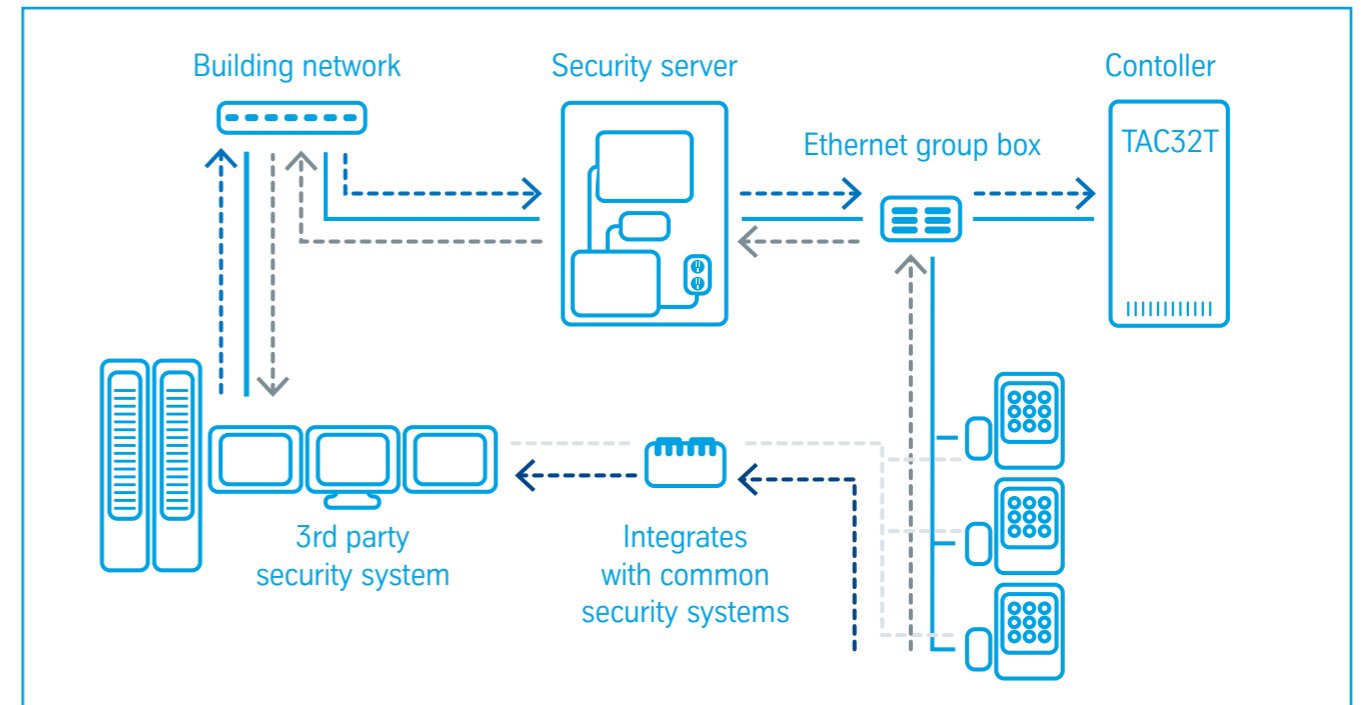 Building network
Security server
Contoller
Ethernet group box
TAC32T
3rd party
security system
Integrates
with common
security systems